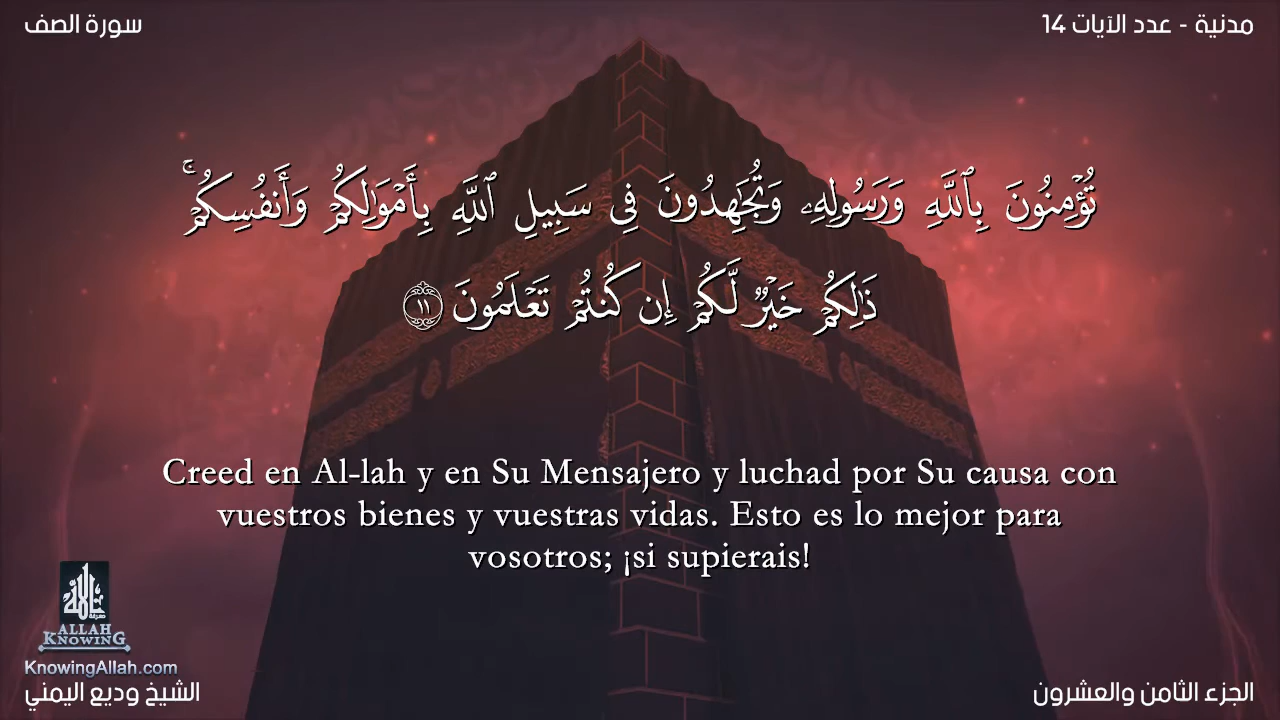 مدنية - عدد الآيات 14
سورة الصف
تُؤْمِنُونَ بِٱللَّهِ وَرَسُولِهِۦ وَتُجَـٰهِدُونَ فِى سَبِيلِ ٱللَّهِ بِأَمْوَٰلِكُمْ وَأَنفُسِكُمْ ۚ
ذَٰلِكُمْ خَيْرٌ لَّكُمْ إِن كُنتُمْ تَعْلَمُونَ ١١
Creed en Al-lah y en Su Mensajero y luchad por Su causa con
vuestros bienes y vuestras vidas. Esto es lo mejor para
vosotros; ¡si supierais!
ALLAH
KNOWING
KnowingAllah.com
الجزء الثامن والعشرون
الشيخ وديع اليمني